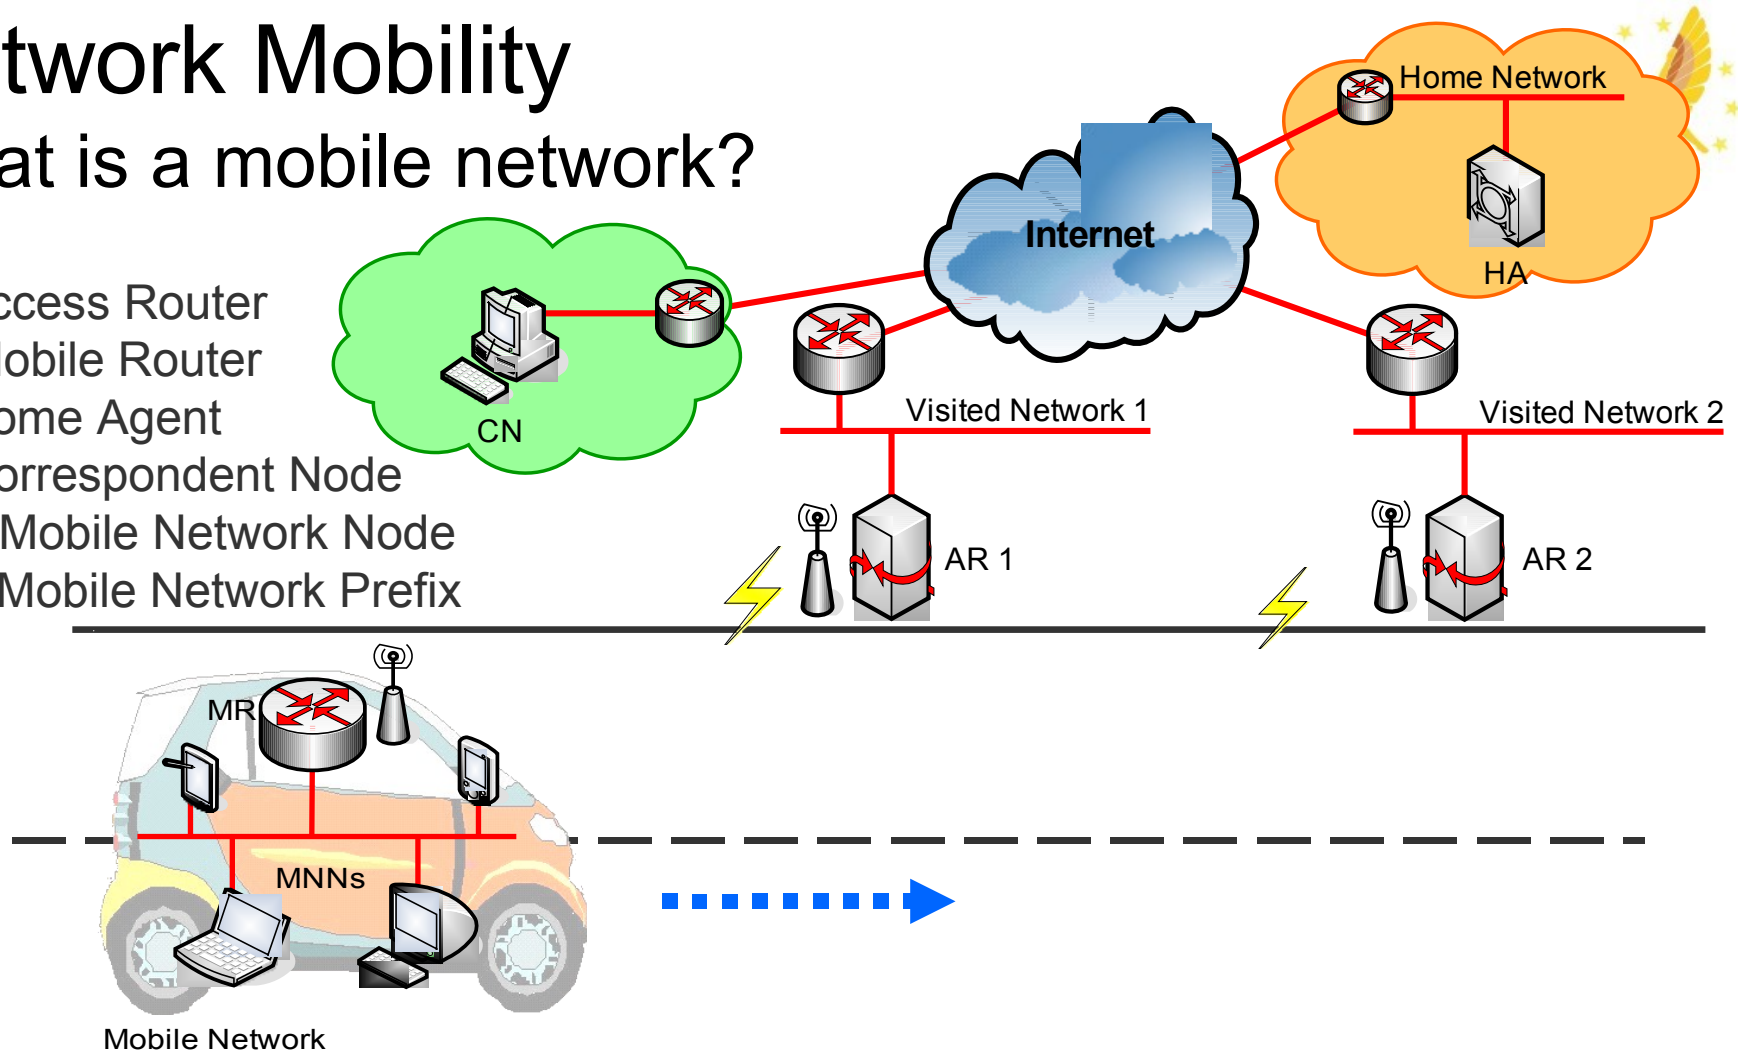 twork Mobility
at is a mobile network?
Home Network
Internet
HA
ccess Router
Mobile Router
ome Agent
orrespondent Node
Mobile Network Node
Mobile Network Prefix
CN
Visited Network 1
Visited Network 2
AR 1
AR 2
MR
MNNs
Mobile Network